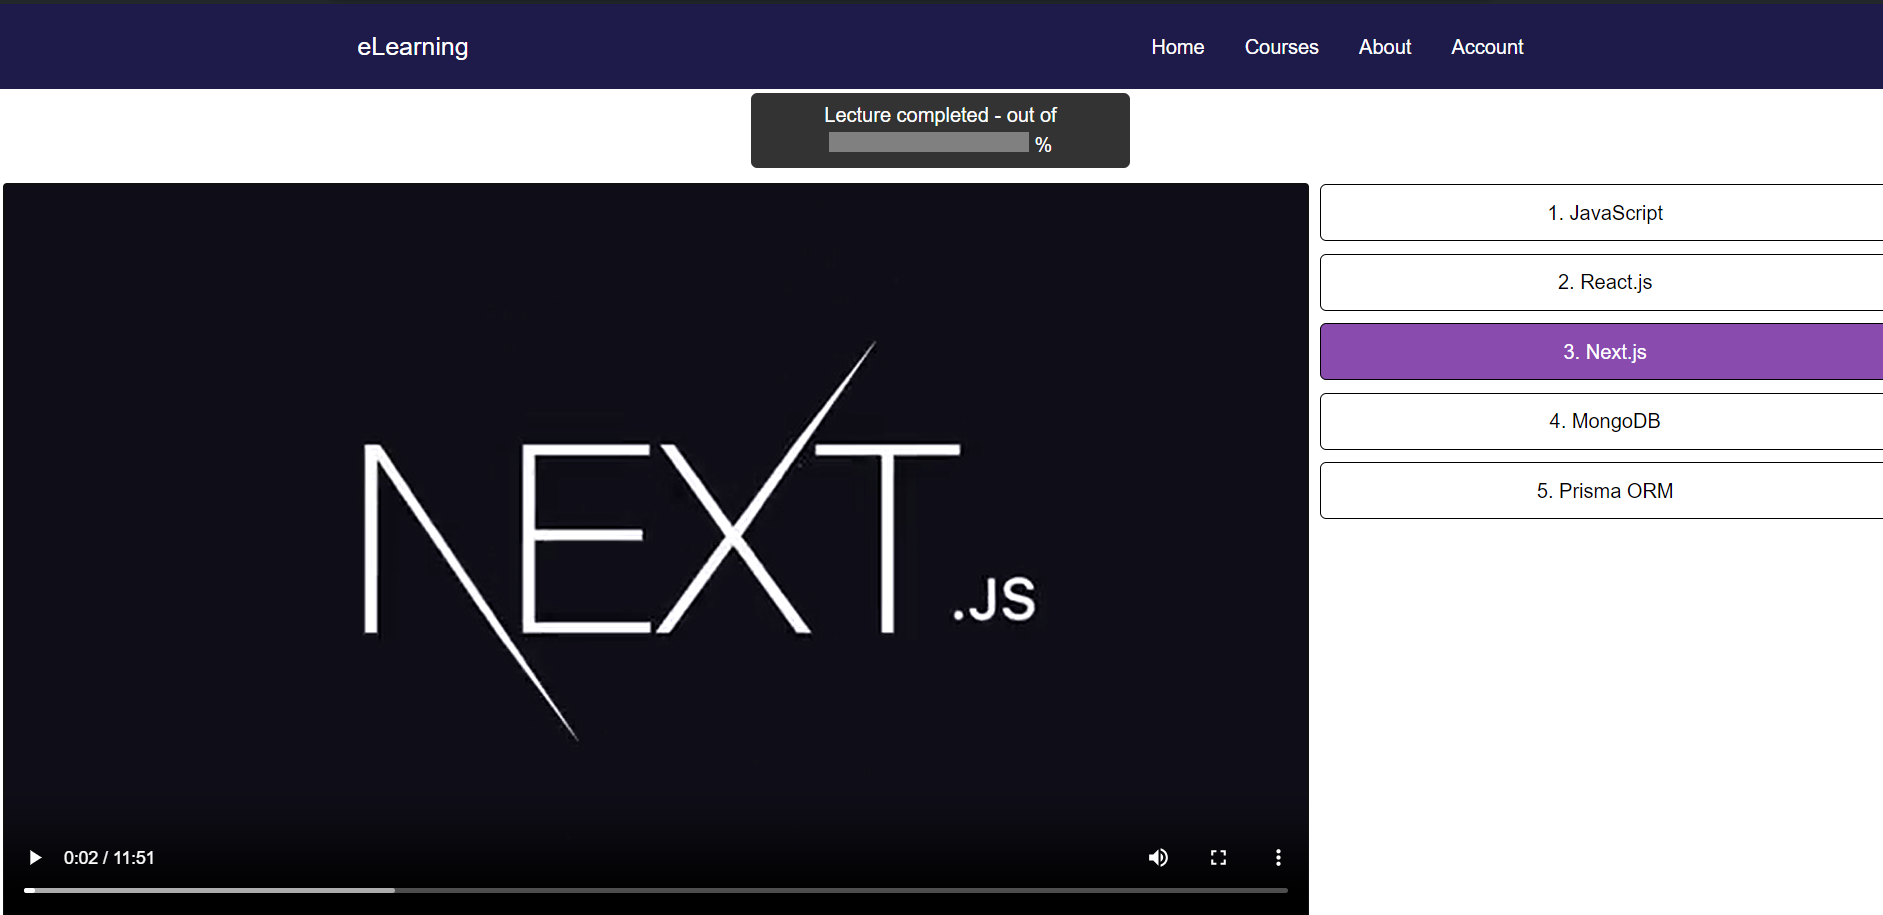 eLearning
Home Courses About Account
Lecture completed - out of
%
1. JavaScript
2. React.js
3. Next.js
4. MongoDB
5. Prisma ORM
NEXT
.JS
0:02 / 11:51